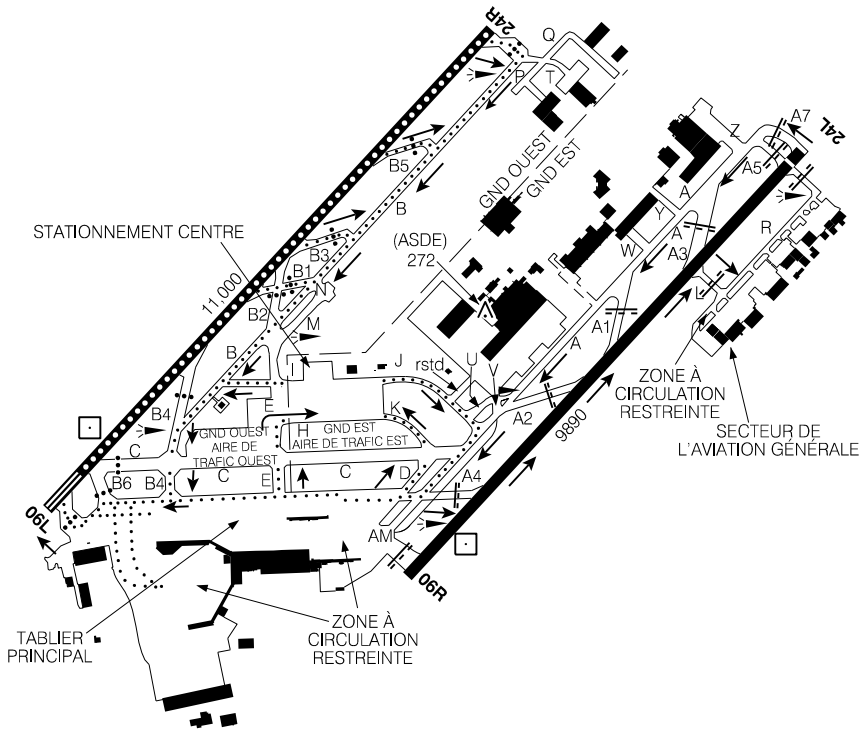 24R
Q
P
T
A7
24L
Z
A5
GND OUEST
GND EST
B5
B
A
Y
R
STATIONNEMENT CENTRE
(ASDE)
272
W
A
A3
B3
B1
11,000
N
B2
M
L
A1
B
I
J
rstd
U
V
A
ZONE À
CIRCULATION
RESTREINTE
E
K
A2
9890
SECTEUR DE
L'AVIATION GÉNÉRALE
B4
GND OUEST
AIRE DE
TRAFIC OUEST
H
GND EST
AIRE DE TRAFIC EST
C
B6
B4
C
E
C
D
A4
06L
AM
06R
TABLIER
PRINCIPAL
ZONE À
CIRCULATION
RESTREINTE